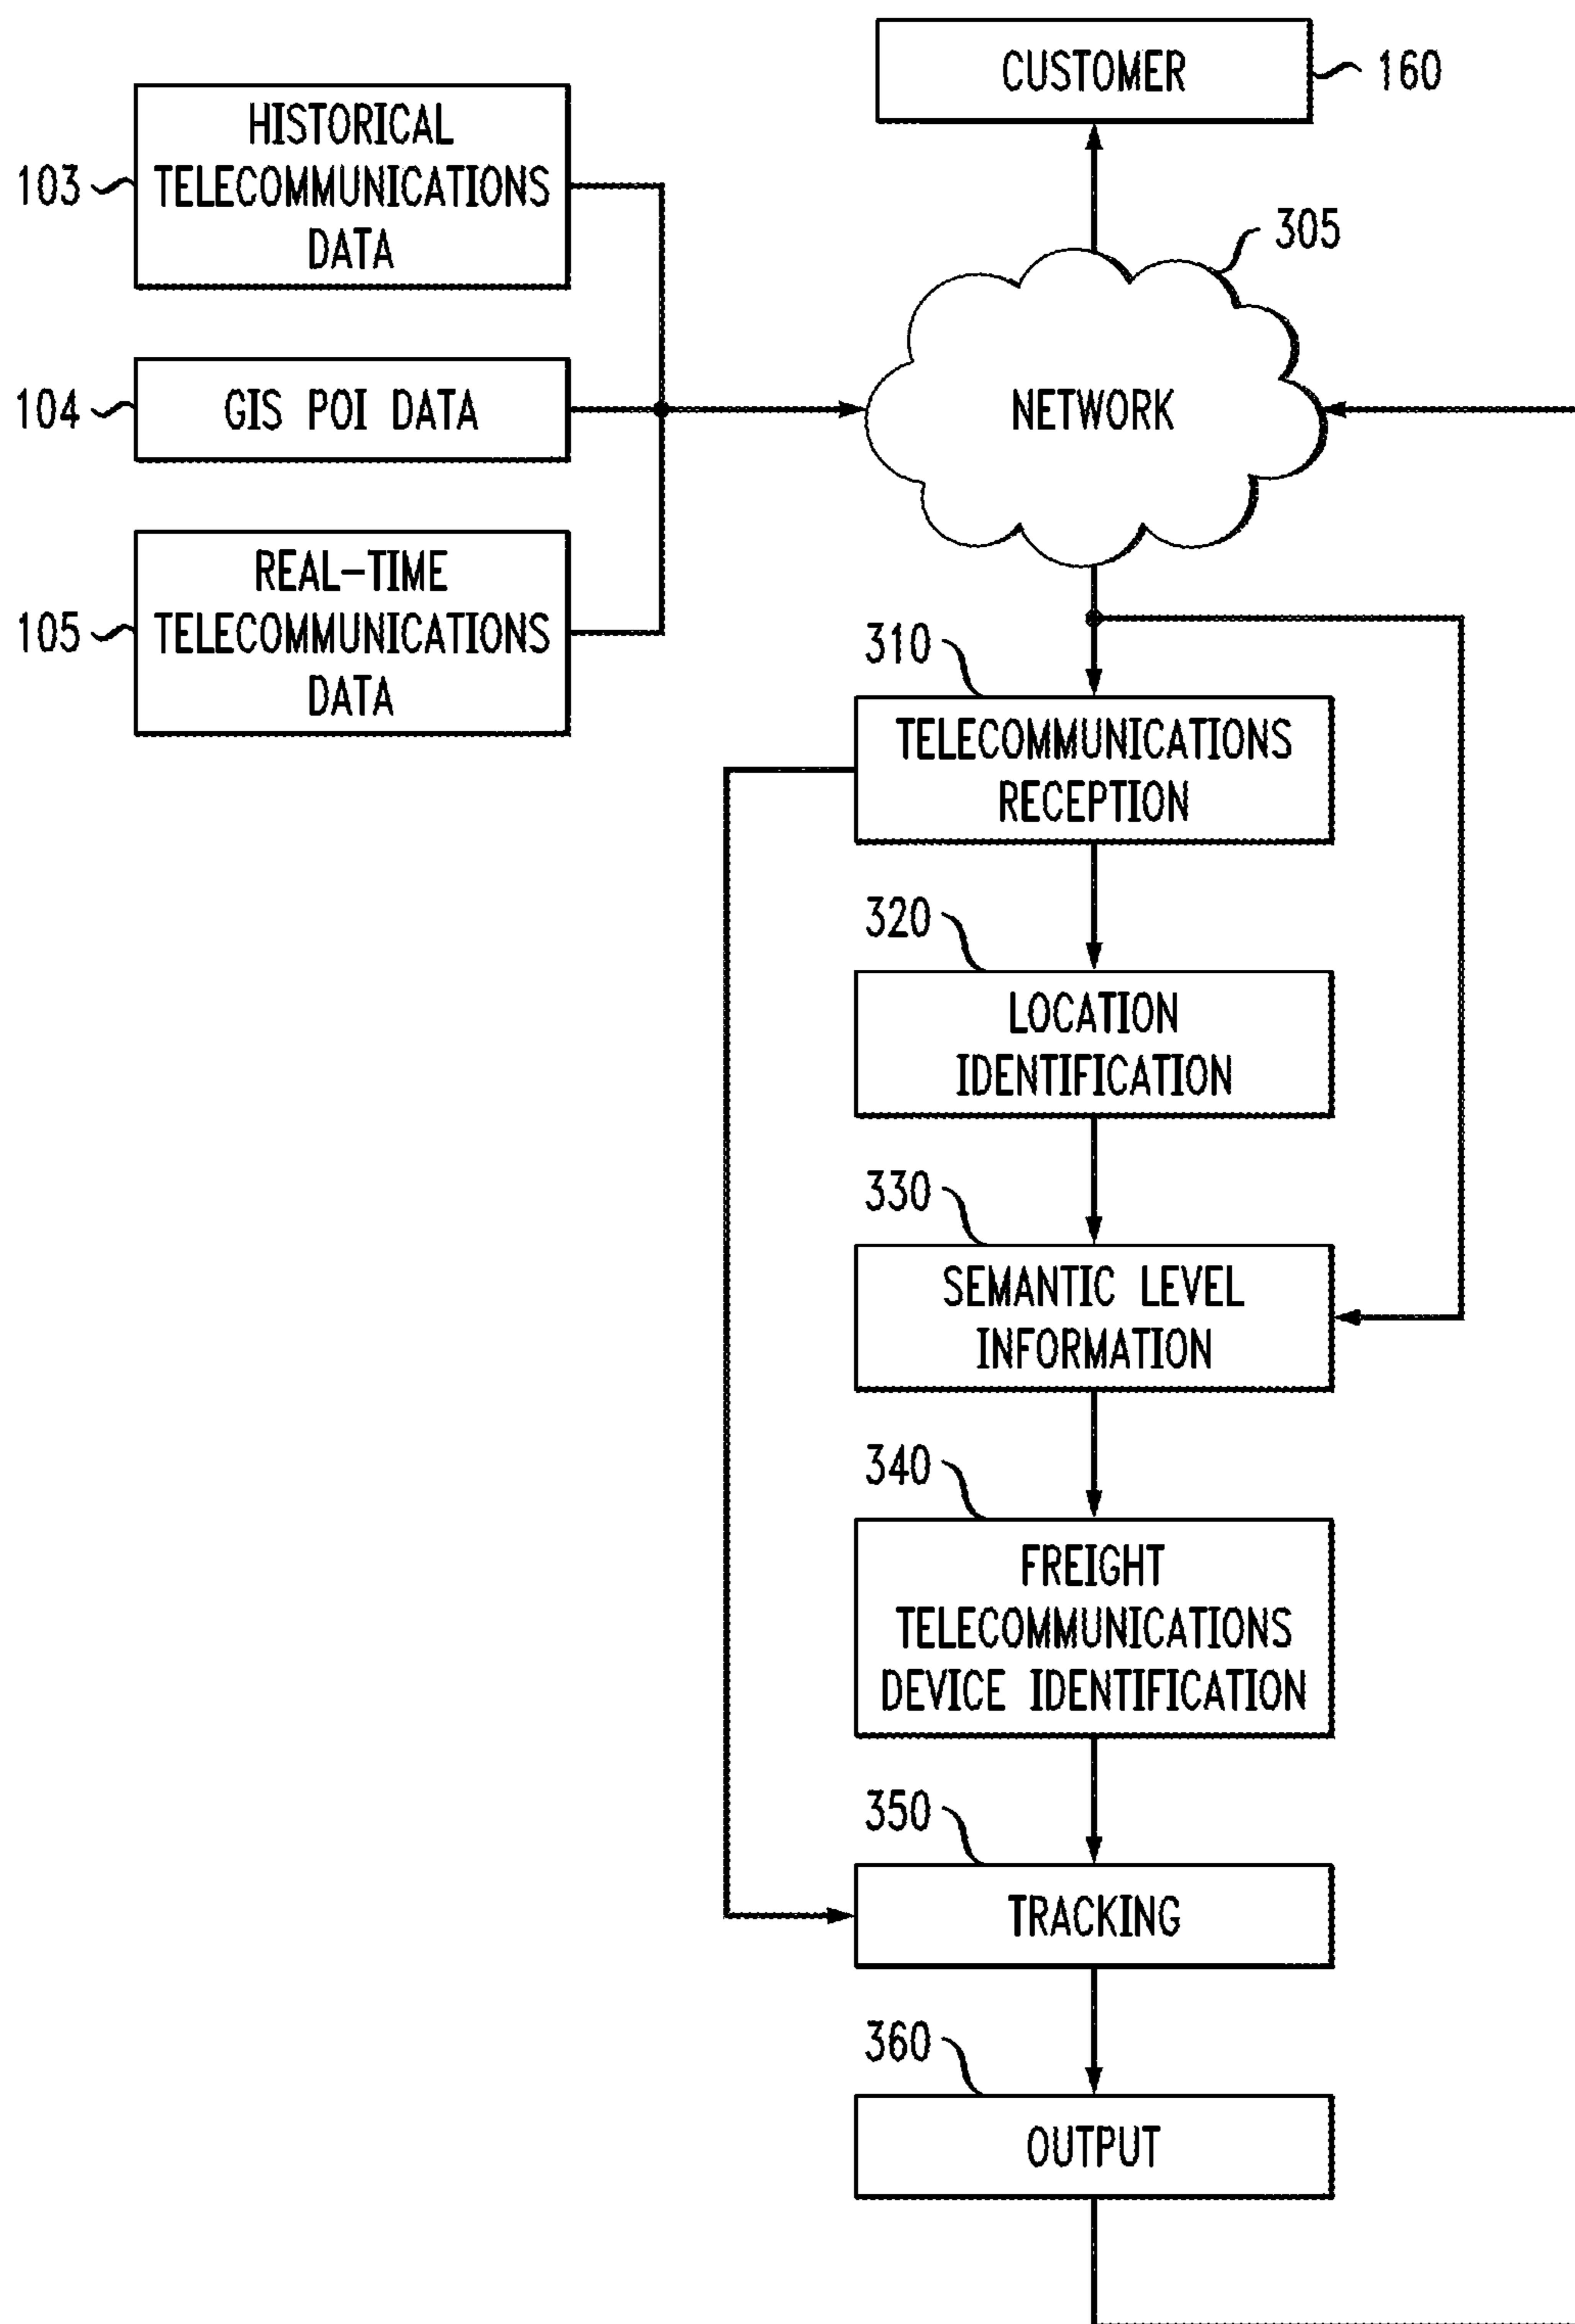 CUSTOMER
160
HISTORICAL
TELECOMMUNICATIONS
DATA
103
305
GIS POI DATA
104
NETWORK
REAL-TIME
TELECOMMUNICATIONS
DATA
105
310
TELECOMMUNICATIONS
RECEPTION
320
LOCATION
IDENTIFICATION
330
SEMANTIC LEVEL
INFORMATION
340
FREIGHT
TELECOMMUNICATIONS
DEVICE IDENTIFICATION
350
TRACKING
360
OUTPUT